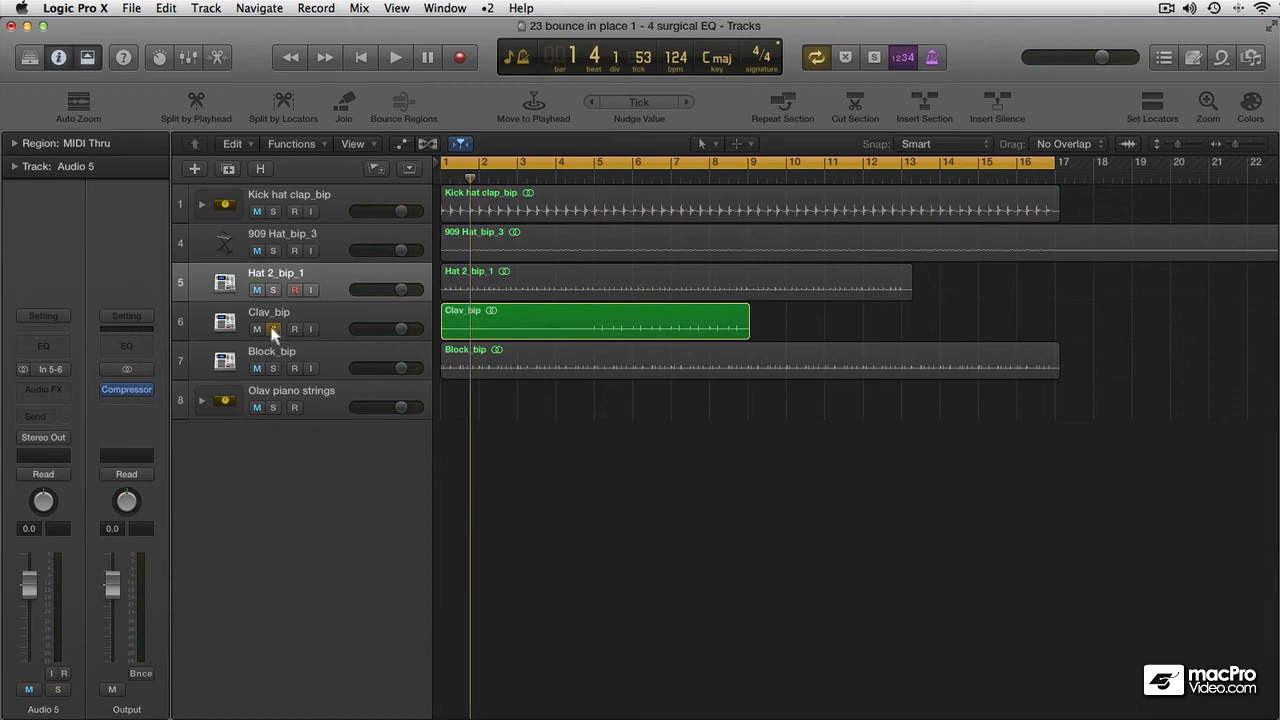 Logic Pro X File Edit Track Navigate Record Mix View Window 2 Help
23 bounce in place 1 - 4 surgical EQ - Tracks
1 4 1 53 124 C maj 4/4
bar beat div tick bpm key signature
1234
Auto Zoom Split by Playhead Split by Locators Join Bounce Regions Move to Playhead Tick Nudge Value Repeat Section Cut Section Insert Section Insert Silence Set Locators Zoom Colors
Region: MIDI Thru
Edit Functions View Snap: Smart Drag: No Overlap
Track: Audio 5
H
1 2 3 4 5 6 7 8 9 10 11 12 13 14 15 16 17 18 19 20 21 22
1 Kick hat clap_bip
M S R I
Kick hat clap_bip
4 909 Hat_bip_3
M S R I
909 Hat_bip_3
5 Hat 2_bip_1
M S R I
Hat 2_bip_1
6 Clav_bip
M S R I
Clav_bip
7 Block_bip
M S R I
Block_bip
8 Olav piano strings
M S R
Setting Setting
EQ EQ
In 5-6
Audio FX Compressor
Send
Stereo Out
Read Read
0.0 0.0
I R Bnce
M S M
Audio 5 Output
macPro
Video.com